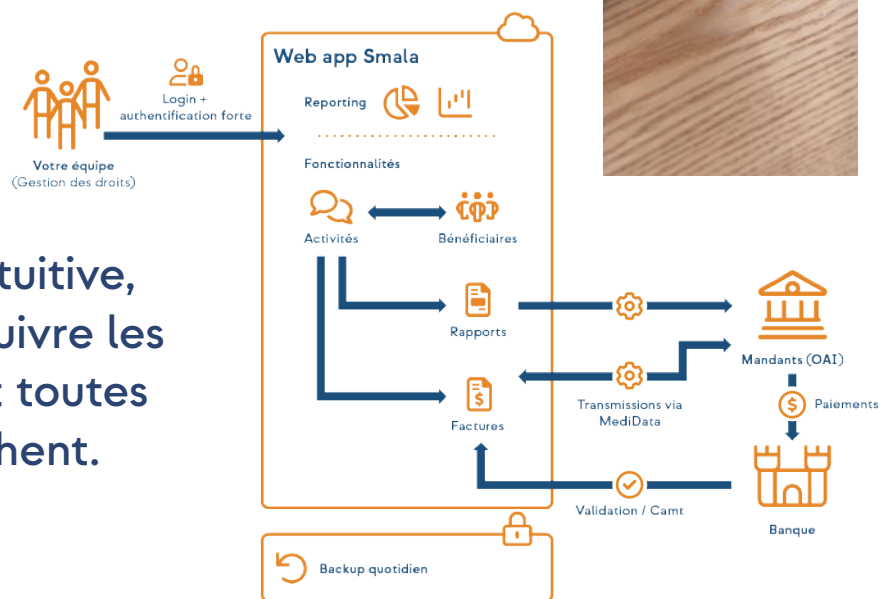 Web app Smala
Reporting
Login +
authentification forte
Votre équipe
(Gestion des droits)
Fonctionnalités
Activités
Bénéficiaires
tuitive,
uivre les
toutes
hent.
Rapports
Mandants (OAI)
Factures
Transmissions via
MediData
Paiements
Validation / Camt
Banque
Backup quotidien